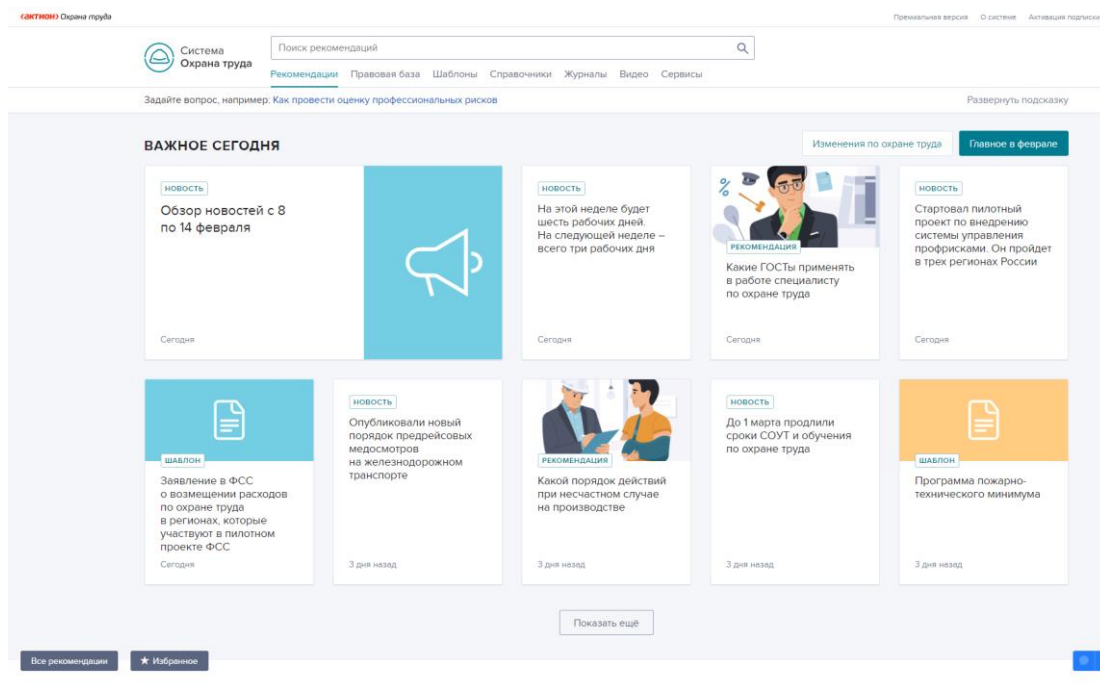 ‹АКТИОН› Охрана труда
Премиальная версия О системе Активация подписки
Система
Охрана труда
Поиск рекомендаций
Рекомендации Правовая база Шаблоны Справочники Журналы Видео Сервисы
Задайте вопрос, например: Как провести оценку профессиональных рисков
Развернуть подсказку
ВАЖНОЕ СЕГОДНЯ
Изменения по охране труда
Главное в феврале
НОВОСТЬ
Обзор новостей с 8
по 14 февраля
Сегодня
НОВОСТЬ
На этой неделе будет
шесть рабочих дней.
На следующей неделе –
всего три рабочих дня
Сегодня
%
РЕКОМЕНДАЦИЯ
Какие ГОСТы применять
в работе специалисту
по охране труда
Сегодня
НОВОСТЬ
Стартовал пилотный
проект по внедрению
системы управления
профрисками. Он пройдет
в трех регионах России
Сегодня
ШАБЛОН
Заявление в ФСС
о возмещении расходов
по охране труда
в регионах, которые
участвуют в пилотном
проекте ФСС
Сегодня
НОВОСТЬ
Опубликовали новый
порядок предрейсовых
медосмотров
на железнодорожном
транспорте
3 дня назад
РЕКОМЕНДАЦИЯ
Какой порядок действий
при несчастном случае
на производстве
3 дня назад
НОВОСТЬ
До 1 марта продлили
сроки СОУТ и обучения
по охране труда
3 дня назад
ШАБЛОН
Программа пожарно-
технического минимума
3 дня назад
Показать ещё
Все рекомендации
★ Избранное